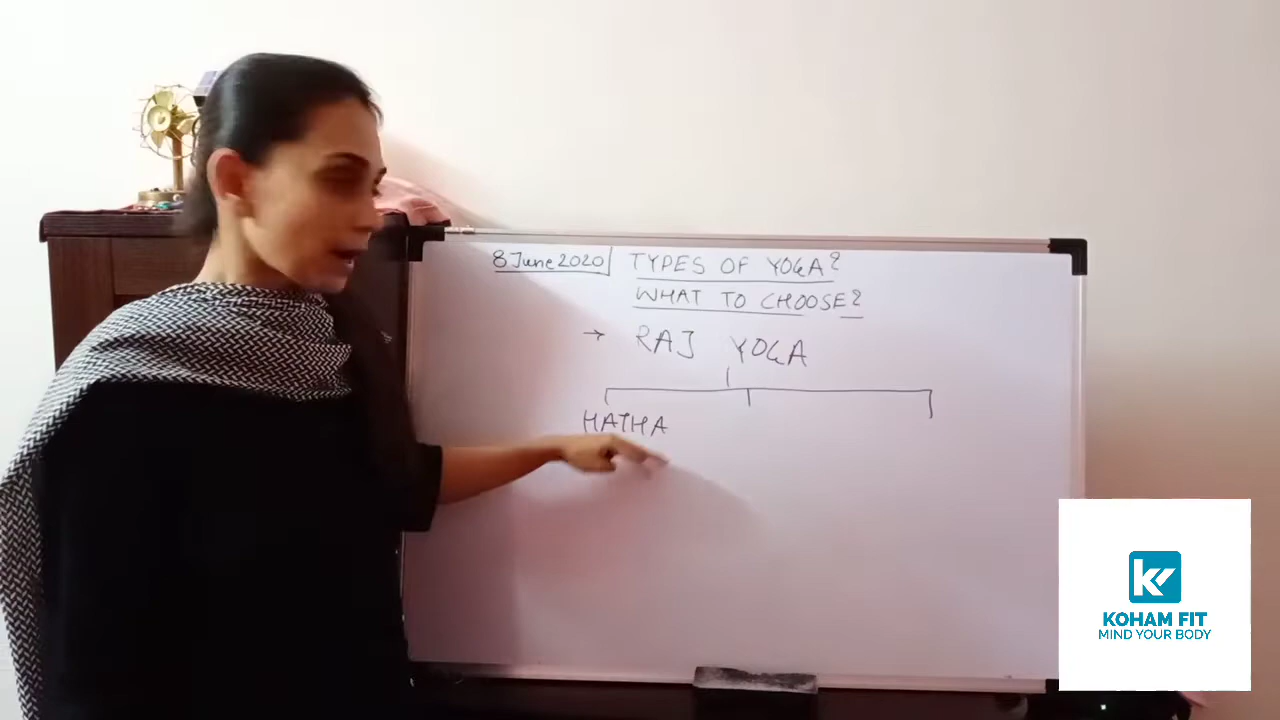 8 June 2020
TYPES OF YOGA?
WHAT TO CHOOSE?
→ RAJ YOGA
HATHA
KOHAM FIT
MIND YOUR BODY